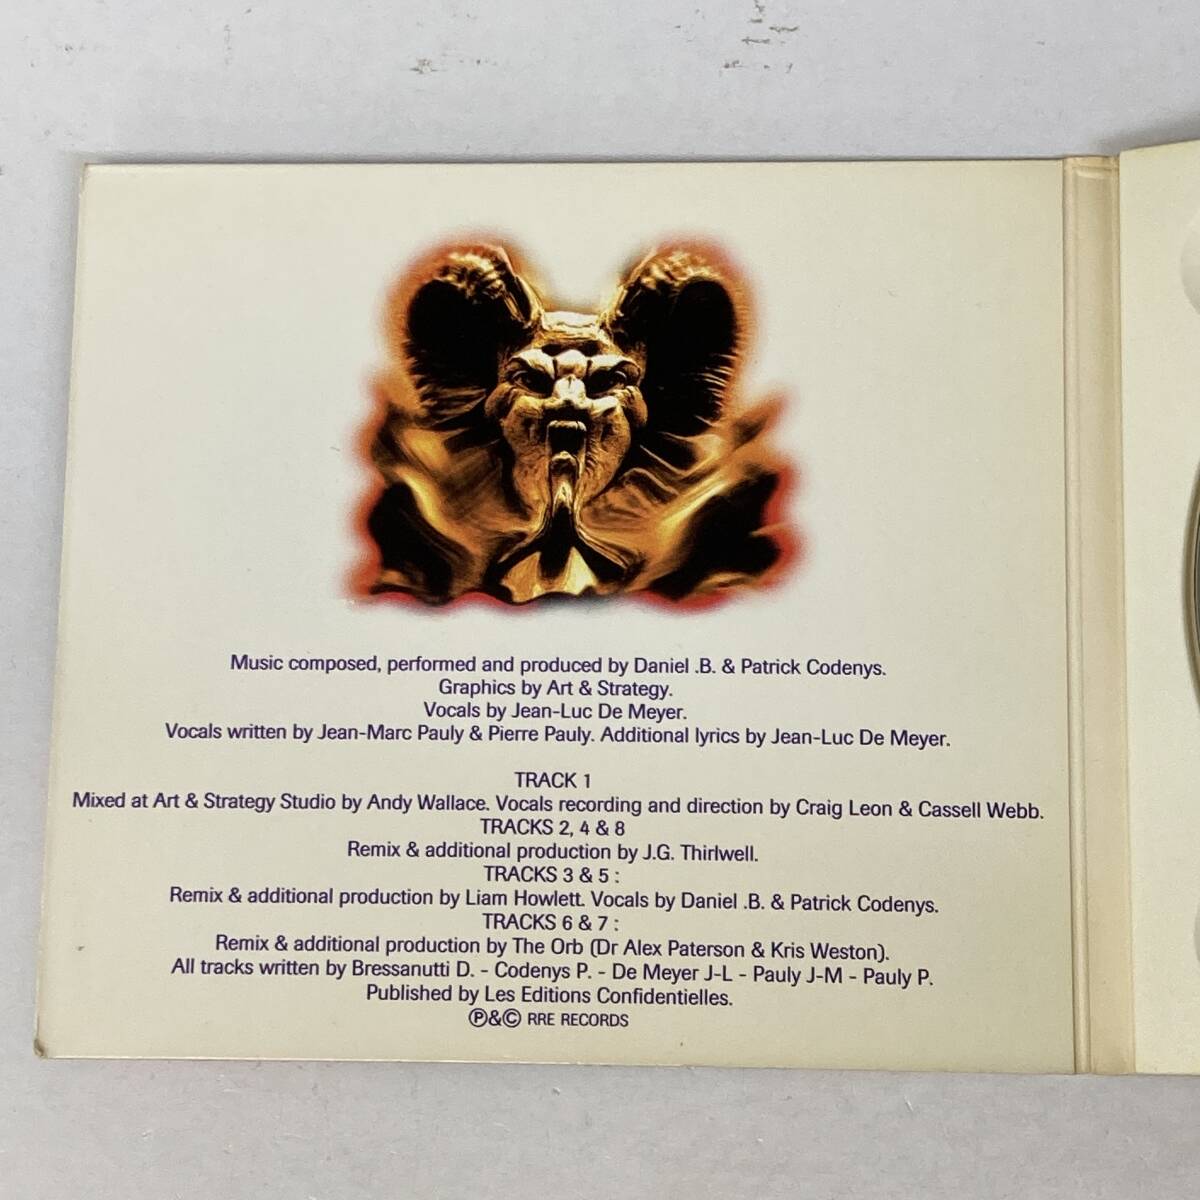 Music composed, performed and produced by Daniel .B. & Patrick Codenys.
Graphics by Art & Strategy.
Vocals by Jean-Luc De Meyer.
Vocals written by Jean-Marc Pauly & Pierre Pauly. Additional lyrics by Jean-Luc De Meyer.
TRACK 1
Mixed at Art & Strategy Studio by Andy Wallace. Vocals recording and direction by Craig Leon & Cassell Webb.
TRACKS 2, 4 & 8
Remix & additional production by J.G. Thirlwell.
TRACKS 3 & 5 :
Remix & additional production by Liam Howlett. Vocals by Daniel .B. & Patrick Codenys.
TRACKS 6 & 7 :
Remix & additional production by The Orb (Dr Alex Paterson & Kris Weston).
All tracks written by Bressanutti D. - Codenys P. - De Meyer J-L - Pauly J-M - Pauly P.
Published by Les Editions Confidentielles.
℗&© RRE RECORDS